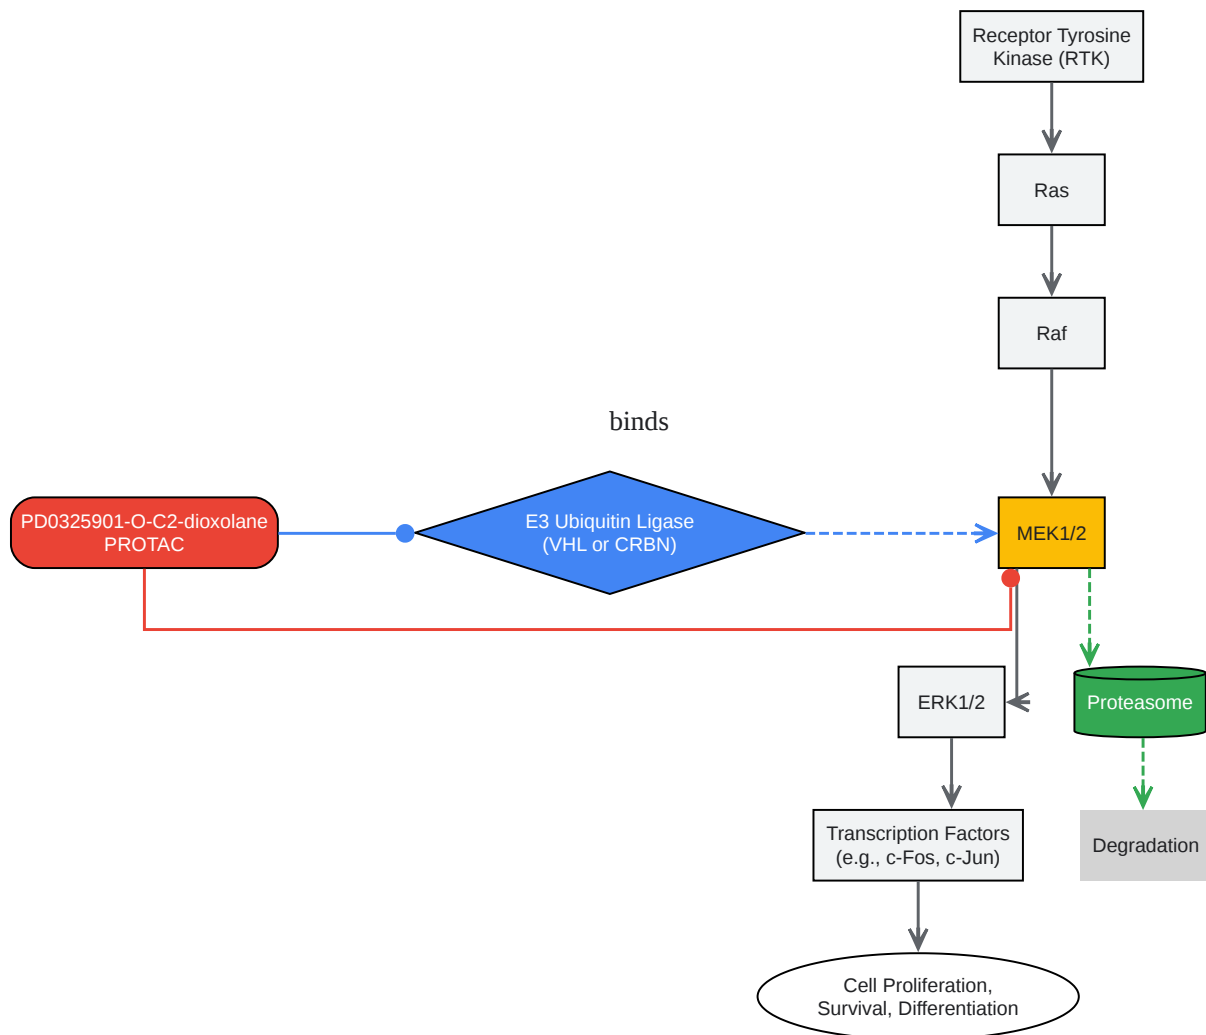 Receptor Tyrosine
Kinase (RTK)
Ras
Raf
binds
PD0325901-O-C2-dioxolane
PROTAC
E3 Ubiquitin Ligase
(VHL or CRBN)
MEK1/2
ERK1/2
Proteasome
Transcription Factors
(e.g., c-Fos, c-Jun)
Degradation
Cell Proliferation,
Survival, Differentiation